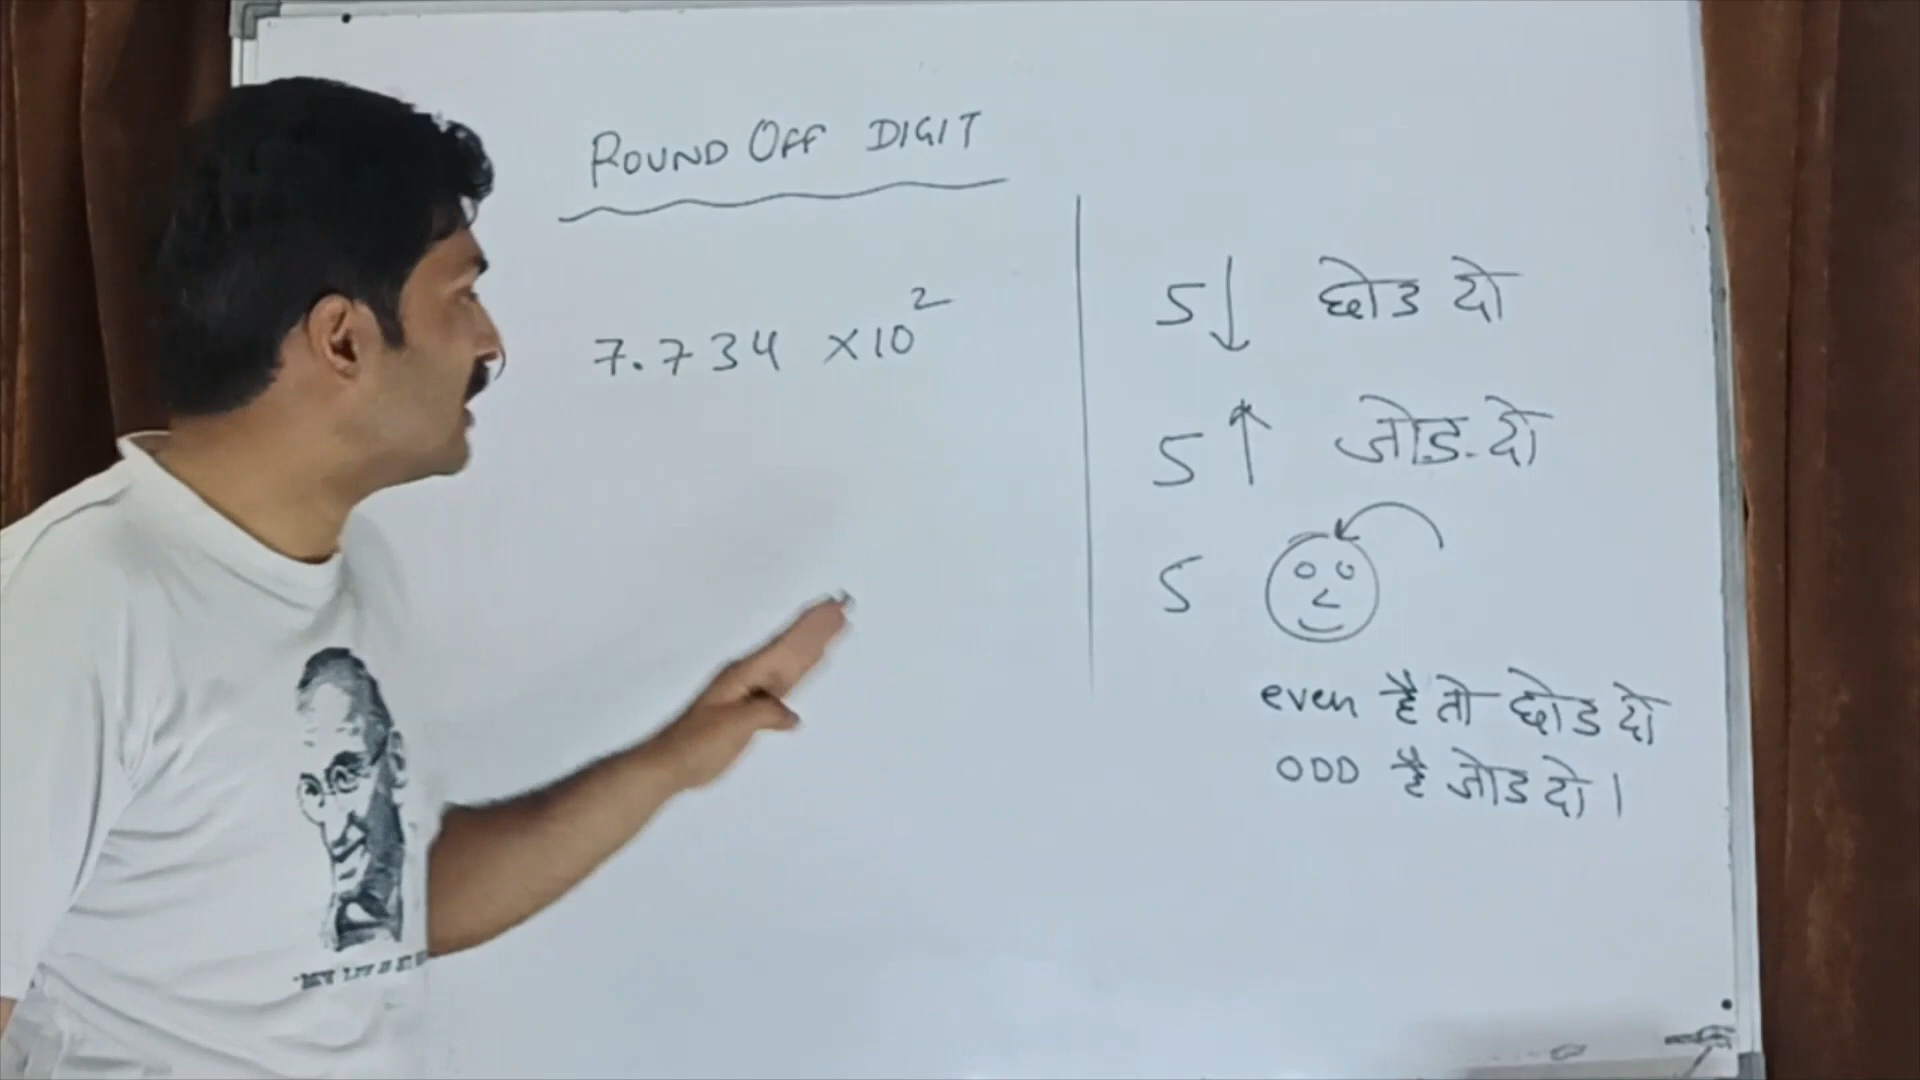 ROUND OFF DIGIT
7.734 ×10²
5↓ छोड दो
5↑ जोड़ दो
5
even है तो छोड दो
ODD है जोड दो।